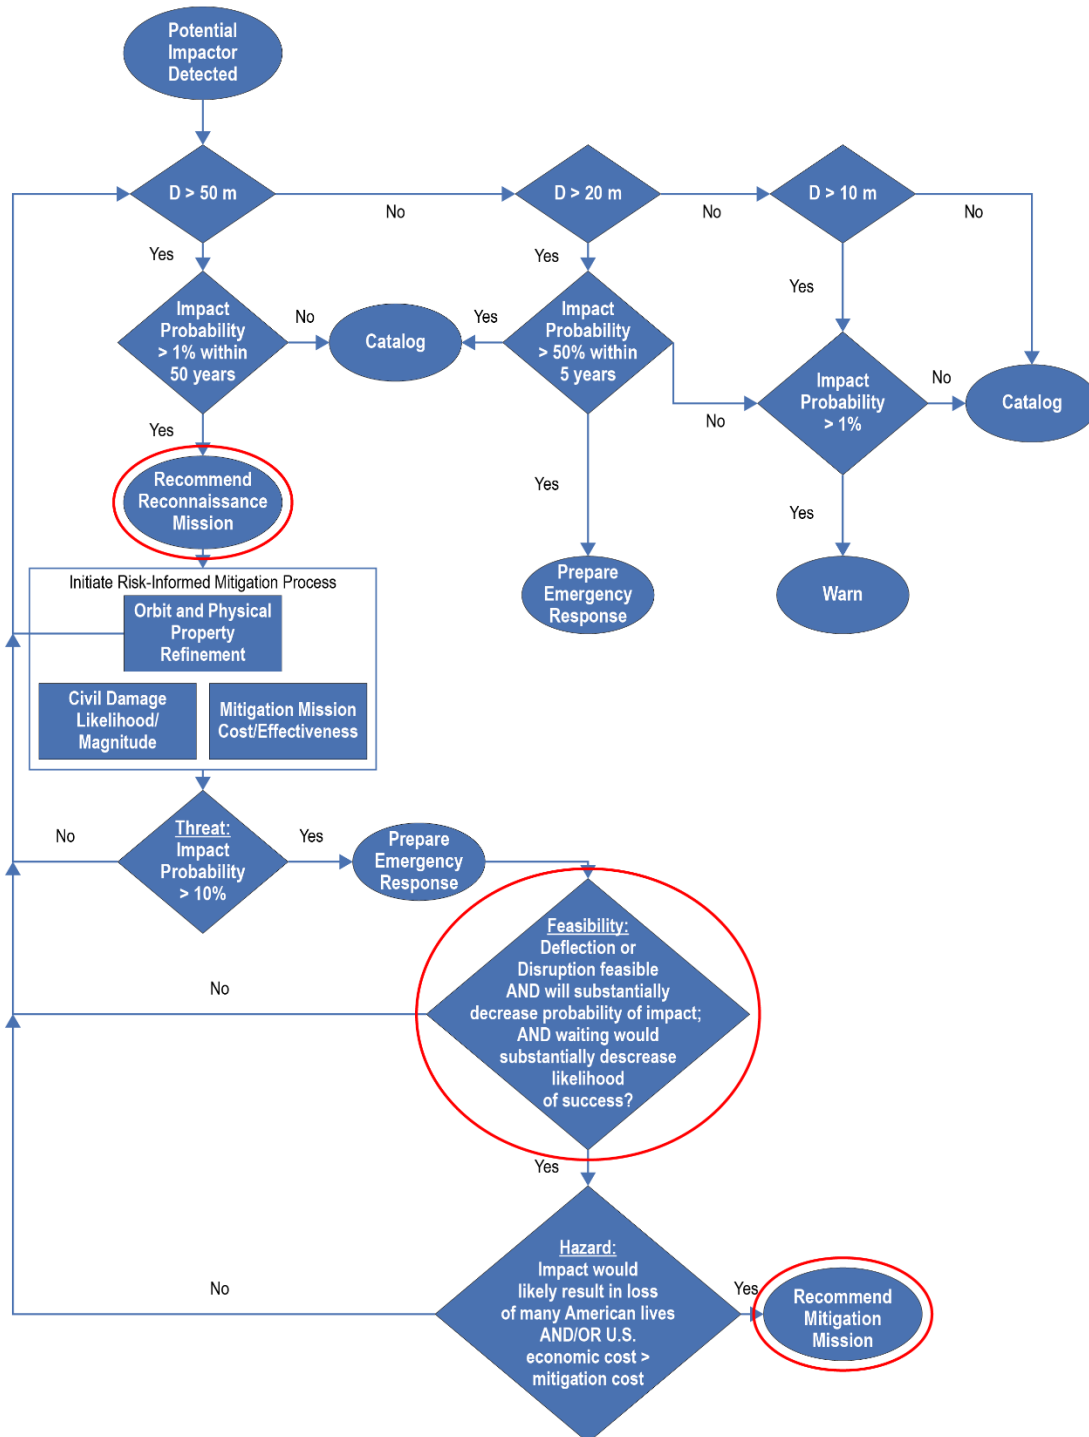 Potential
Impactor
Detected
D > 50 m
No
D > 20 m
No
D > 10 m
No
Yes
Yes
Yes
Impact
Probability
> 1% within
50 years
No
Catalog
Yes
Impact
Probability
> 50% within
5 years
No
Impact
Probability
> 1%
No
Catalog
Yes
Yes
Yes
Recommend
Reconnaissance
Mission
Prepare
Emergency
Response
Warn
Initiate Risk-Informed Mitigation Process
Orbit and Physical
Property
Refinement
Civil Damage
Likelihood/
Magnitude
Mitigation Mission
Cost/Effectiveness
No
Threat:
Impact
Probability
> 10%
Yes
Prepare
Emergency
Response
No
Feasibility:
Deflection or
Disruption feasible
AND will substantially
decrease probability of impact;
AND waiting would
substantially descrease
likelihood
of success?
Yes
No
Hazard:
Impact would
likely result in loss
of many American lives
AND/OR U.S.
economic cost >
mitigation cost
Yes
Recommend
Mitigation
Mission